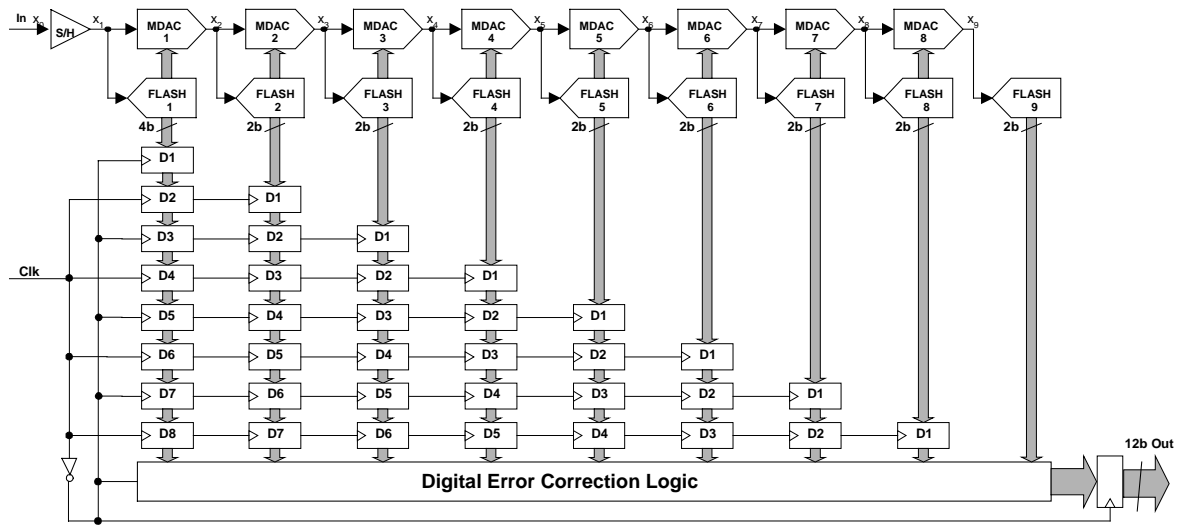 In x0 x1 x2 x3 x4 x5 x6 x7 x8 x9
S/H
MDAC 1
MDAC 2
MDAC 3
MDAC 4
MDAC 5
MDAC 6
MDAC 7
MDAC 8
FLASH 1
FLASH 2
FLASH 3
FLASH 4
FLASH 5
FLASH 6
FLASH 7
FLASH 8
FLASH 9
4b 2b 2b 2b 2b 2b 2b 2b 2b
D1
D2 D1
D3 D2 D1
Clk
D4 D3 D2 D1
D5 D4 D3 D2 D1
D6 D5 D4 D3 D2 D1
D7 D6 D5 D4 D3 D2 D1
D8 D7 D6 D5 D4 D3 D2 D1
12b Out
Digital Error Correction Logic